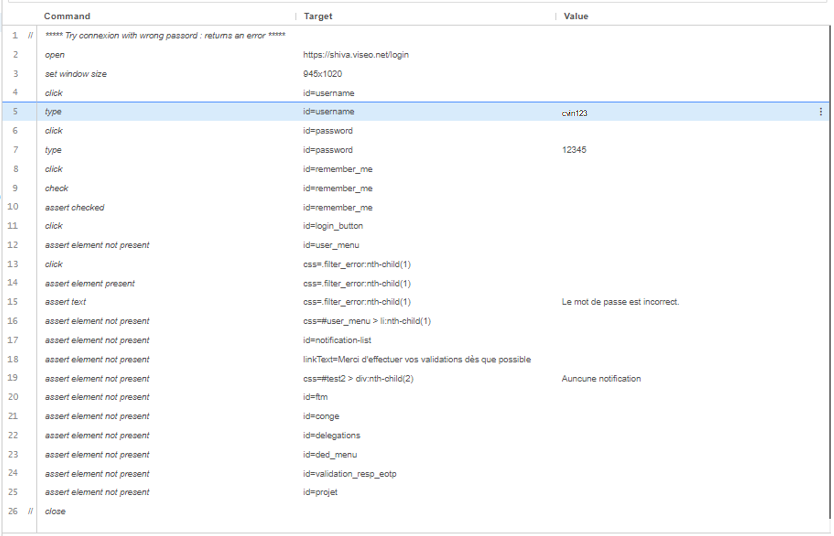 Command Target Value
1 // ***** Try connexion with wrong passord : returns an error *****
2 open https://shiva.viseo.net/login
3 set window size 945x1020
4 click id=username
5 type id=username cvin123
6 click id=password
7 type id=password 12345
8 click id=remember_me
9 check id=remember_me
10 assert checked id=remember_me
11 click id=login_button
12 assert element not present id=user_menu
13 click css=.filter_error:nth-child(1)
14 assert element present css=.filter_error:nth-child(1)
15 assert text css=.filter_error:nth-child(1) Le mot de passe est incorrect.
16 assert element not present css=#user_menu > li:nth-child(1)
17 assert element not present id=notification-list
18 assert element not present linkText=Merci d'effectuer vos validations dès que possible
19 assert element not present css=#test2 > div:nth-child(2) Auncune notification
20 assert element not present id=ftm
21 assert element not present id=conge
22 assert element not present id=delegations
23 assert element not present id=ded_menu
24 assert element not present id=validation_resp_eotp
25 assert element not present id=projet
26 // close